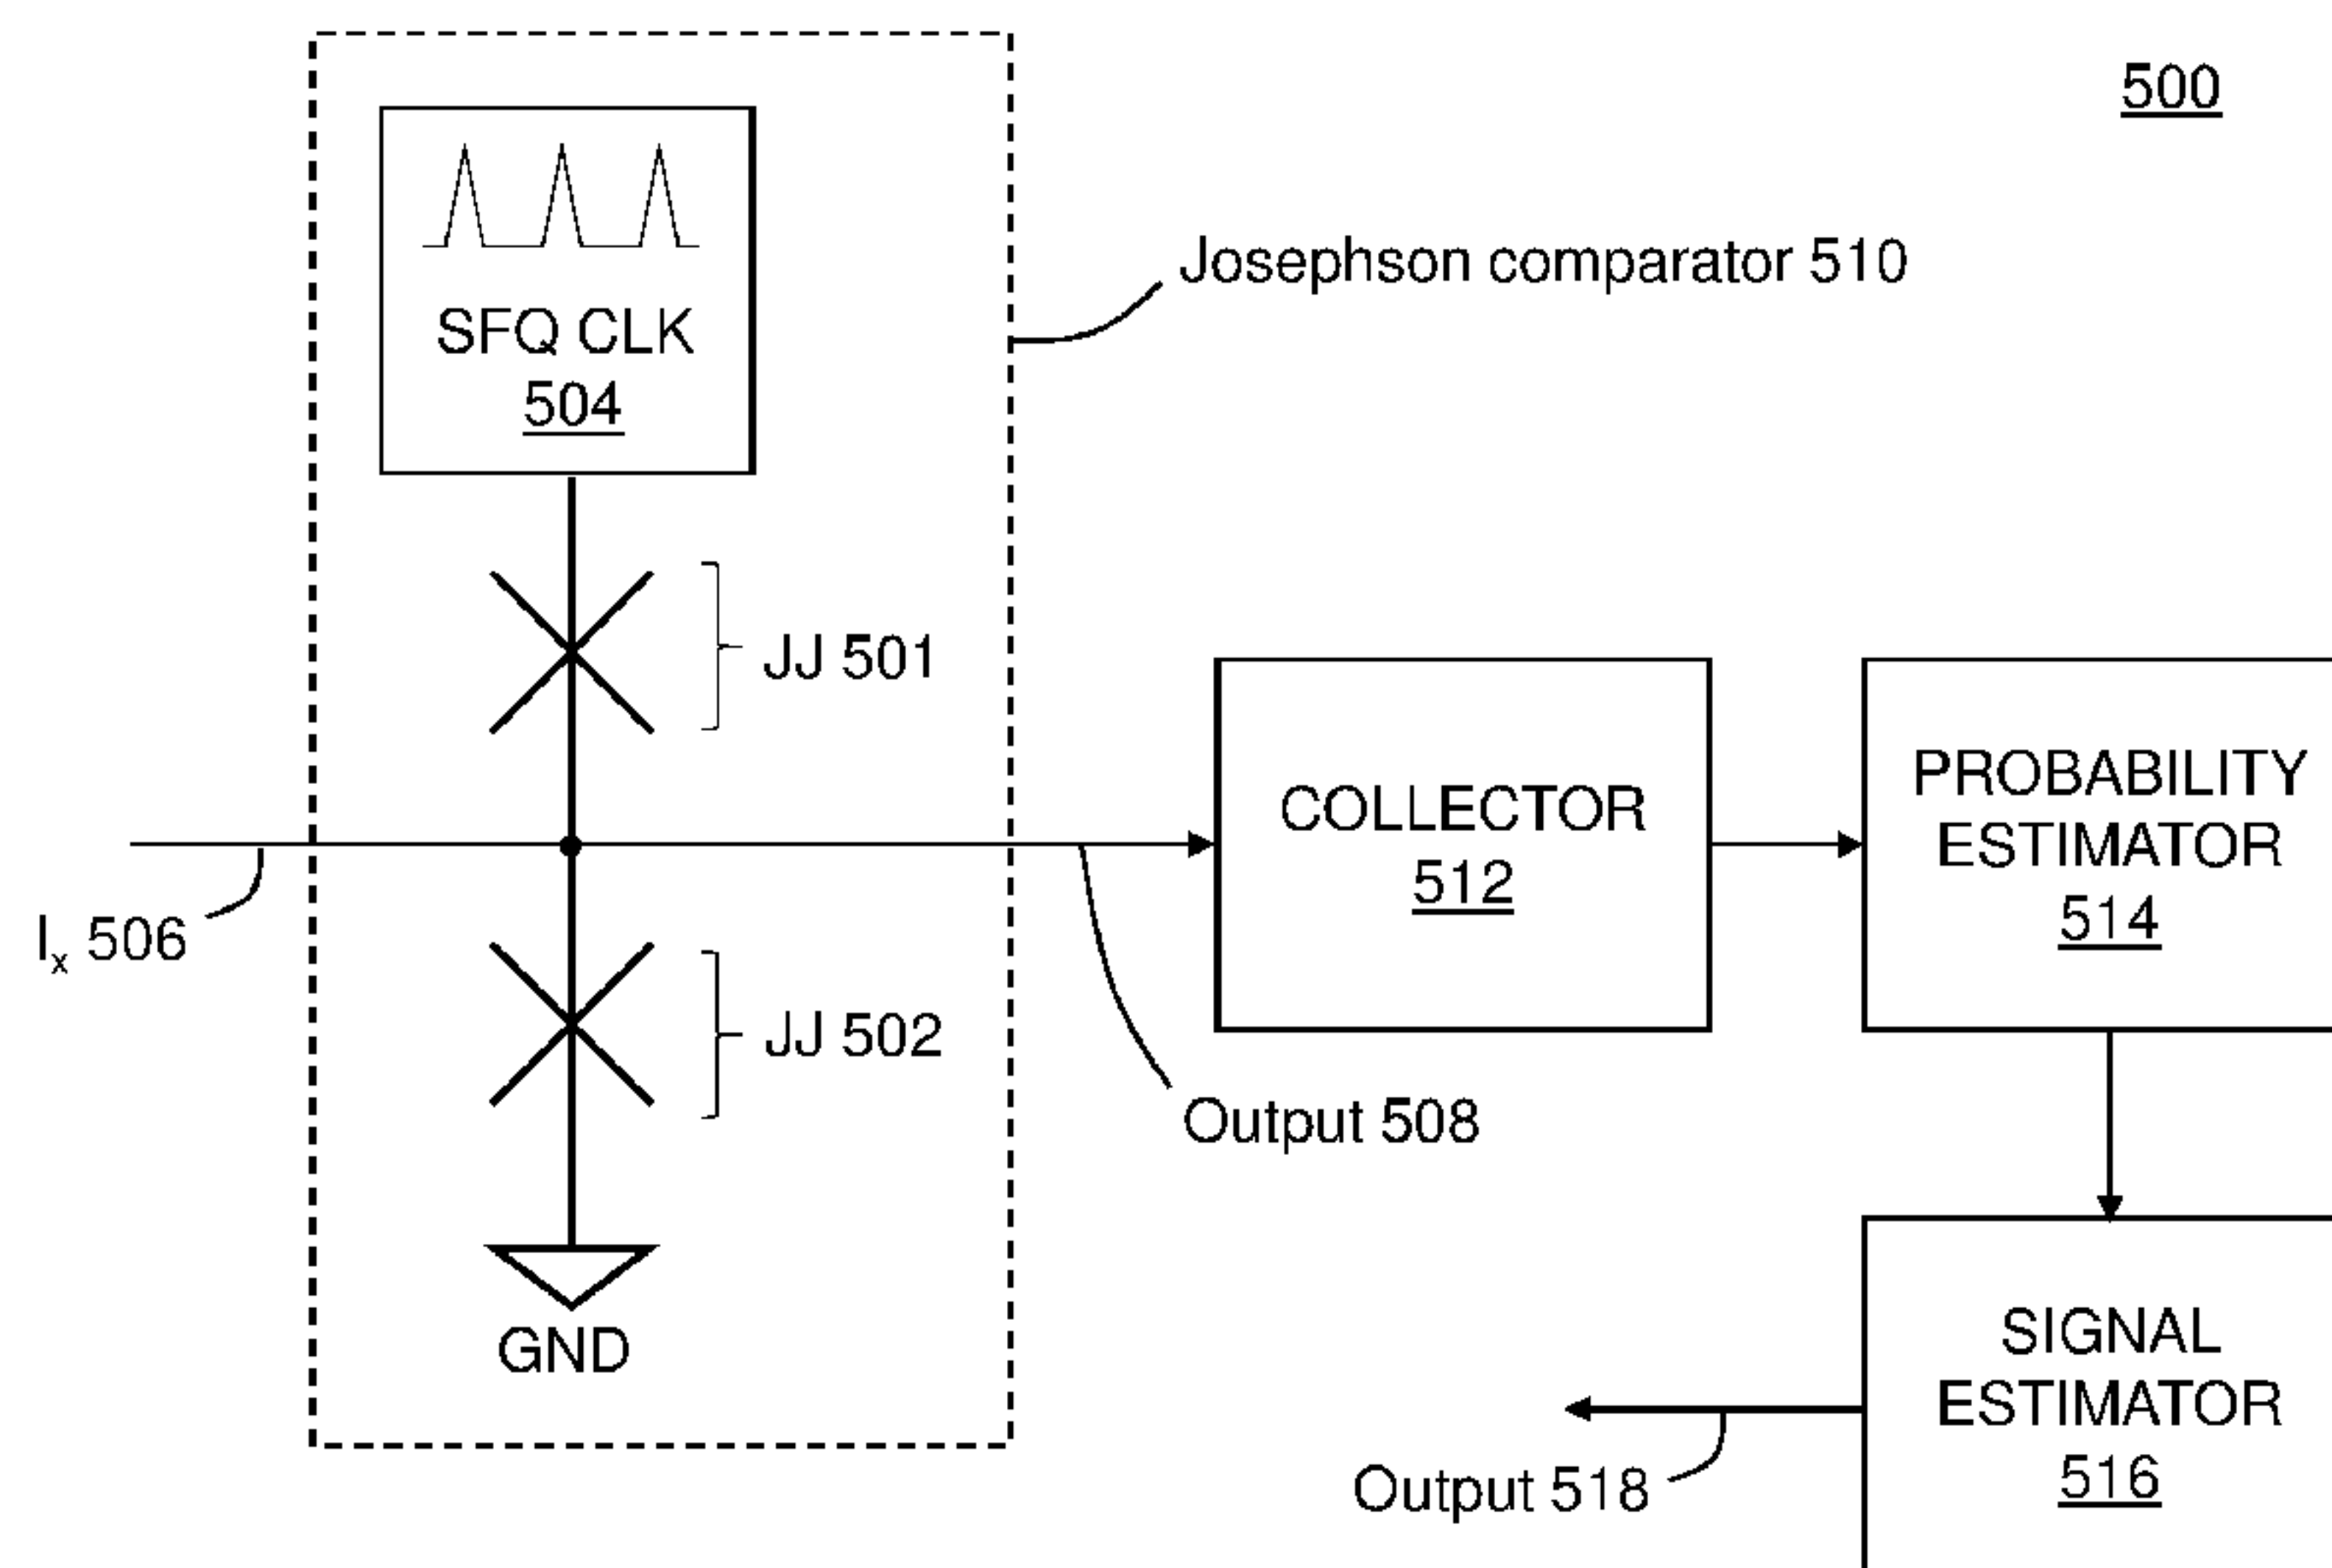 500
SFQ CLK
504
Josephson comparator 510
JJ 501
COLLECTOR
512
PROBABILITY
ESTIMATOR
514
Ix 506
JJ 502
Output 508
GND
SIGNAL
ESTIMATOR
516
Output 518